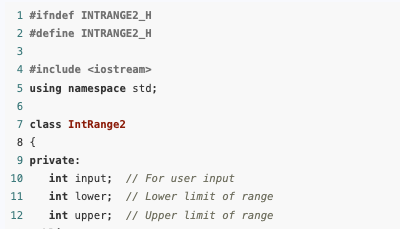 1 #ifndef INTRANGE2_H
2 #define INTRANGE2_H
3
4 #include <iostream>
5 using namespace std;
6
7 class IntRange2
8 {
9 private:
10 int input; // For user input
11 int lower; // Lower limit of range
12 int upper; // Upper limit of range